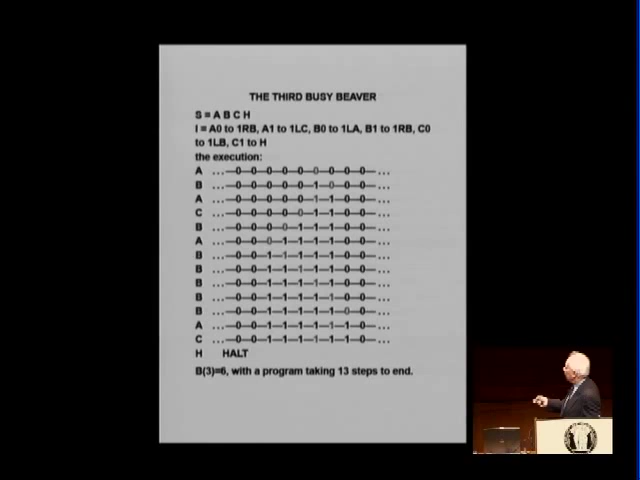 THE THIRD BUSY BEAVER
S = A B C H
I = A0 to 1RB, A1 to 1LC, B0 to 1LA, B1 to 1RB, C0
to 1LB, C1 to H
the execution:
A ...—0—0—0—0—0—0—0—0—0—...
B ...—0—0—0—0—0—1—0—0—0—...
A ...—0—0—0—0—0—1—1—0—0—...
C ...—0—0—0—0—0—1—1—0—0—...
B ...—0—0—0—0—1—1—1—0—0—...
A ...—0—0—0—1—1—1—1—0—0—...
B ...—0—0—1—1—1—1—1—0—0—...
B ...—0—0—1—1—1—1—1—0—0—...
B ...—0—0—1—1—1—1—1—0—0—...
B ...—0—0—1—1—1—1—1—0—0—...
B ...—0—0—1—1—1—1—1—0—0—...
A ...—0—0—1—1—1—1—1—1—0—...
C ...—0—0—1—1—1—1—1—1—0—...
H HALT
B(3)=6, with a program taking 13 steps to end.